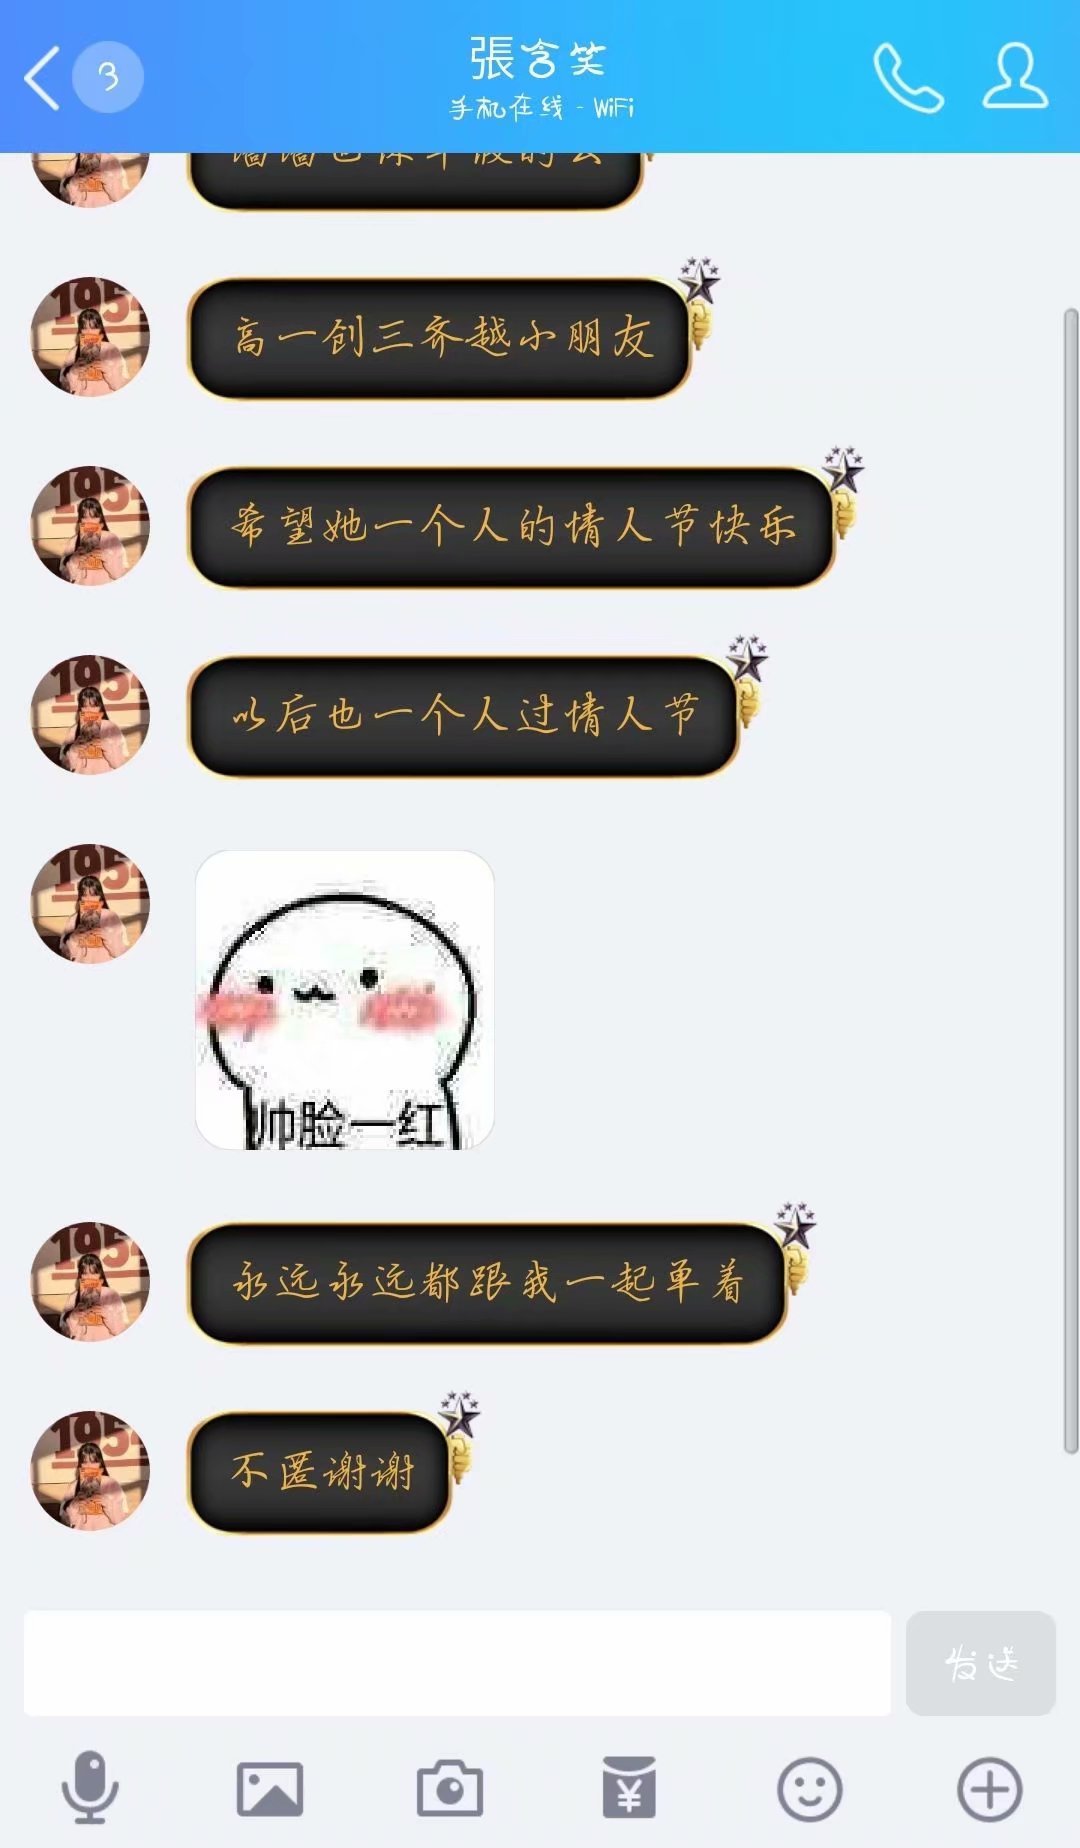 3
張含笑
手机在线 - WiFi
高一创三齐越小朋友
希望她一个人的情人节快乐
以后也一个人过情人节
帅脸一红
永远永远都跟我一起单着
不匿谢谢
发送